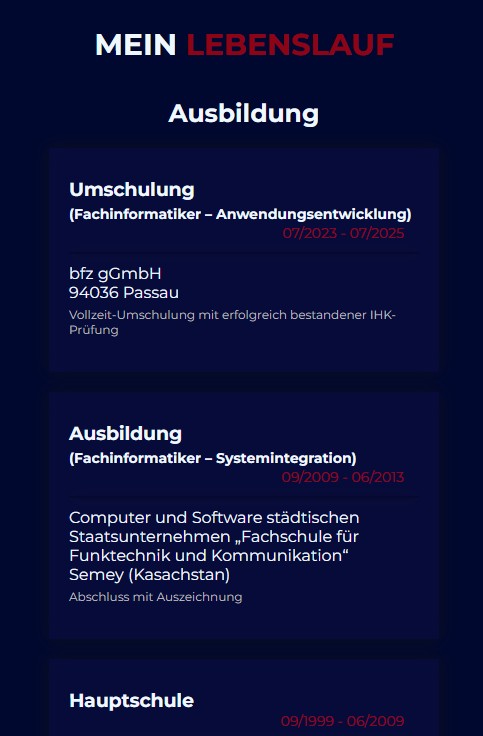 MEIN LEBENSLAUF
Ausbildung
Umschulung
(Fachinformatiker – Anwendungsentwicklung)
07/2023 - 07/2025
bfz gGmbH
94036 Passau
Vollzeit-Umschulung mit erfolgreich bestandener IHK-
Prüfung
Ausbildung
(Fachinformatiker – Systemintegration)
09/2009 - 06/2013
Computer und Software städtischen
Staatsunternehmen „Fachschule für
Funktechnik und Kommunikation“
Semey (Kasachstan)
Abschluss mit Auszeichnung
Hauptschule
09/1999 - 06/2009